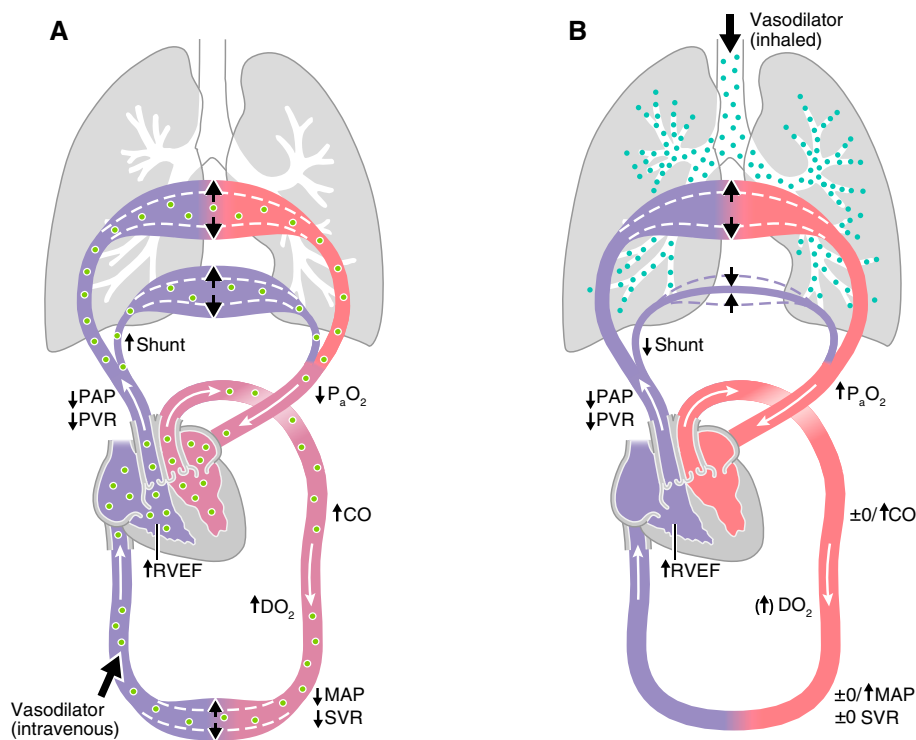 A
↑Shunt
↓PAP
↓PVR
↓PaO2
↑CO
↑RVEF
↑DO2
Vasodilator
(intravenous)
↓MAP
↓SVR
B
Vasodilator
(inhaled)
↓Shunt
↓PAP
↓PVR
↑PaO2
±0/↑CO
↑RVEF
(↑) DO2
±0/↑MAP
±0 SVR